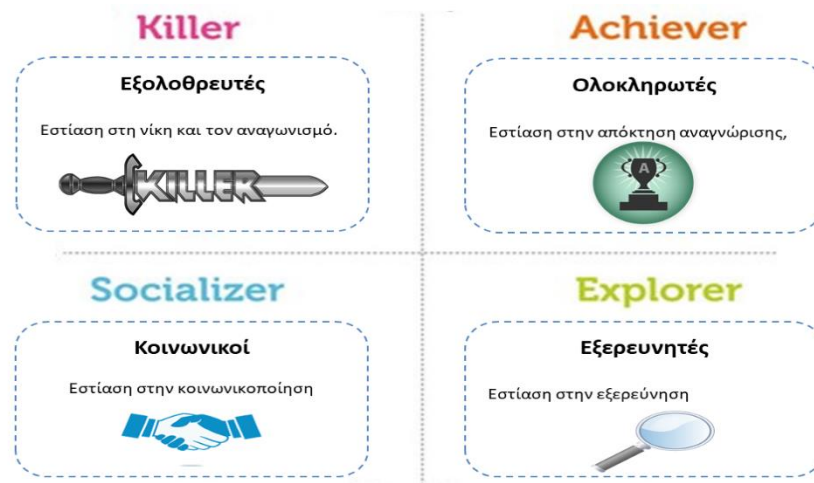 Killer
Εξολοθρευτές
Εστίαση στη νίκη και τον αναγωνισμό.
KILLER
Achiever
Ολοκληρωτές
Εστίαση στην απόκτηση αναγνώρισης,
A
Socializer
Κοινωνικοί
Εστίαση στην κοινωνικοποίηση
Explorer
Εξερευνητές
Εστίαση στην εξερεύνηση